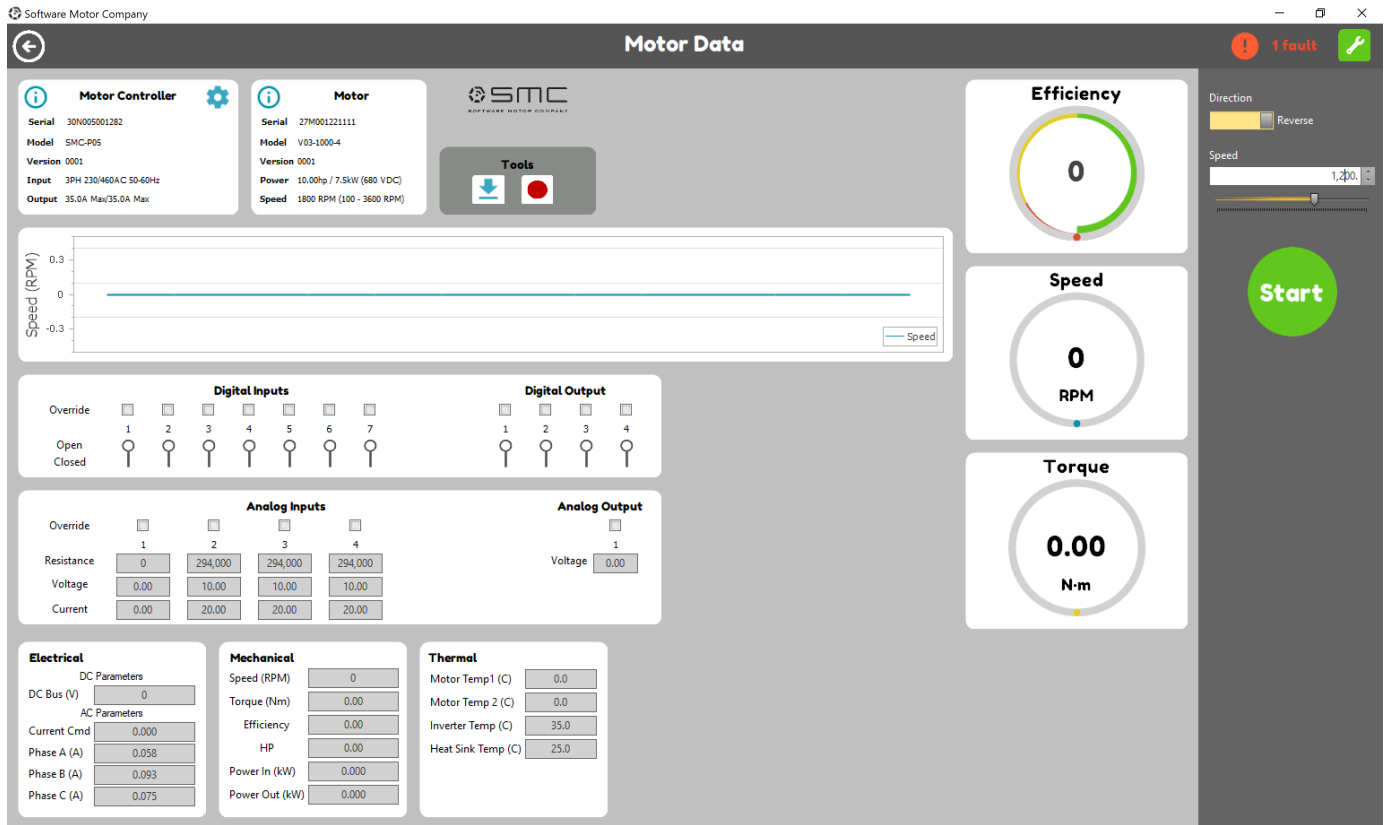 Software Motor Company
Motor Data
1 fault
Motor Controller
Serial 30N005001282
Model SMC-P05
Version 0001
Input 3PH 230/460AC 50-60Hz
Output 35.0A Max/35.0A Max
Motor
Serial 27M001221111
Model V03-1000-4
Version 0001
Power 10.00hp / 7.5kW (680 VDC)
Speed 1800 RPM (100 - 3600 RPM)
SMC
SOFTWARE MOTOR COMPANY
Tools
Efficiency
0
Direction
Reverse
Speed
1,200.
Start
Speed (RPM)
0.3
0
-0.3
Speed
Speed
0
RPM
Digital Inputs
Override
1 2 3 4 5 6 7
Open
Closed
Digital Output
1 2 3 4
Analog Inputs
Override
1 2 3 4
Resistance 0 294,000 294,000 294,000
Voltage 0.00 10.00 10.00 10.00
Current 0.00 20.00 20.00 20.00
Analog Output
1
Voltage 0.00
Torque
0.00
N·m
Electrical
DC Parameters
DC Bus (V) 0
AC Parameters
Current Cmd 0.000
Phase A (A) 0.058
Phase B (A) 0.093
Phase C (A) 0.075
Mechanical
Speed (RPM) 0
Torque (Nm) 0.00
Efficiency 0.00
HP 0.00
Power In (kW) 0.000
Power Out (kW) 0.000
Thermal
Motor Temp1 (C) 0.0
Motor Temp 2 (C) 0.0
Inverter Temp (C) 35.0
Heat Sink Temp (C) 25.0